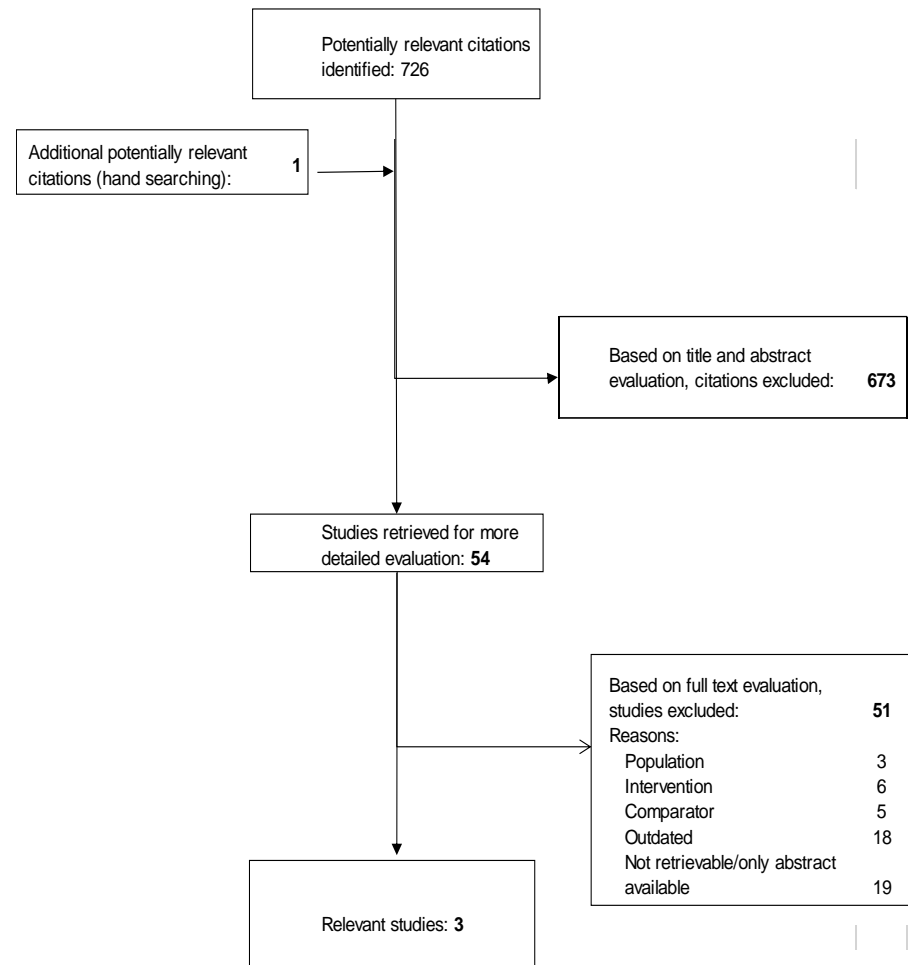 Potentially relevant citations
identified: 726
Additional potentially relevant
citations (hand searching): 1
Based on title and abstract
evaluation, citations excluded: 673
Studies retrieved for more
detailed evaluation: 54
Based on full text evaluation,
studies excluded: 51
Reasons:
Population 3
Intervention 6
Comparator 5
Outdated 18
Not retrievable/only abstract
available 19
Relevant studies: 3